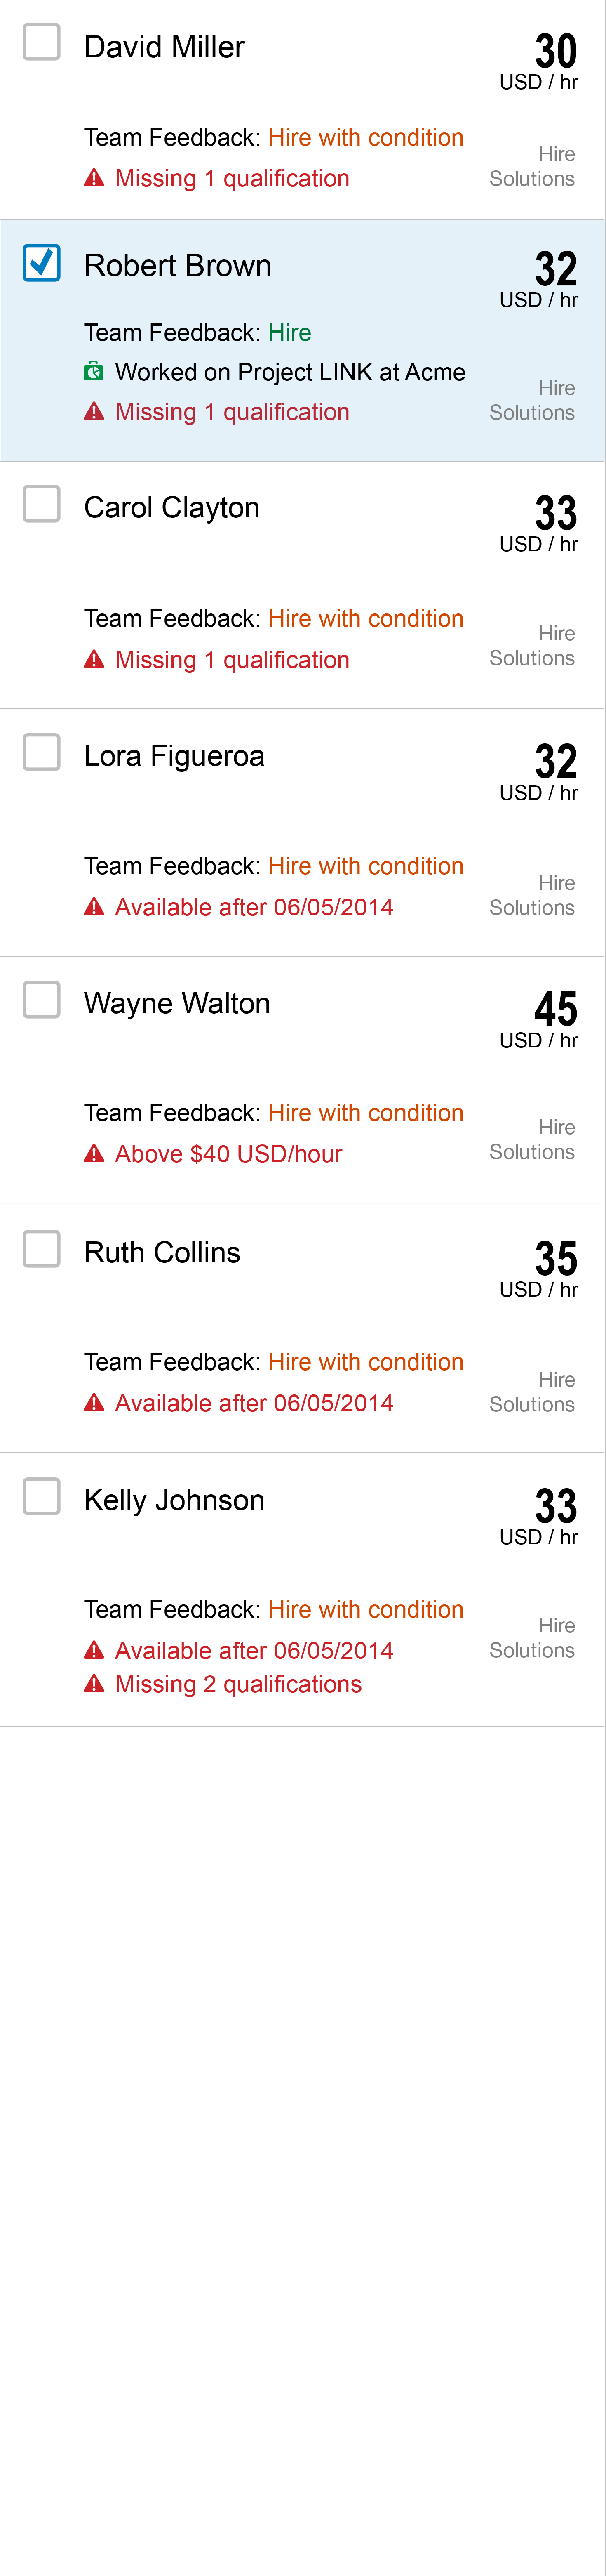 David Miller
30
USD / hr
Team Feedback: Hire with condition
Hire
Missing 1 qualification
Solutions
Robert Brown
32
USD / hr
Team Feedback: Hire
Worked on Project LINK at Acme
Hire
Missing 1 qualification
Solutions
Carol Clayton
33
USD / hr
Team Feedback: Hire with condition
Hire
Missing 1 qualification
Solutions
Lora Figueroa
32
USD / hr
Team Feedback: Hire with condition
Hire
Available after 06/05/2014
Solutions
Wayne Walton
45
USD / hr
Team Feedback: Hire with condition
Hire
Above $40 USD/hour
Solutions
Ruth Collins
35
USD / hr
Team Feedback: Hire with condition
Hire
Available after 06/05/2014
Solutions
Kelly Johnson
33
USD / hr
Team Feedback: Hire with condition
Hire
Available after 06/05/2014
Solutions
Missing 2 qualifications